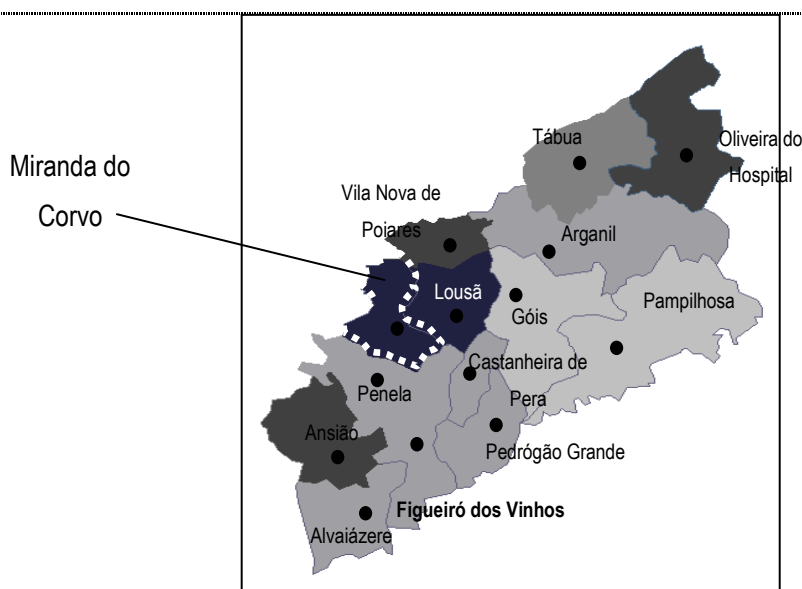 Miranda do
Corvo
Tábua
Oliveira do
Hospital
Vila Nova de
Poiares
Arganil
Lousã
Góis
Pampilhosa
Castanheira de
Pera
Penela
Ansião
Pedrógão Grande
Figueiró dos Vinhos
Alvaiázere